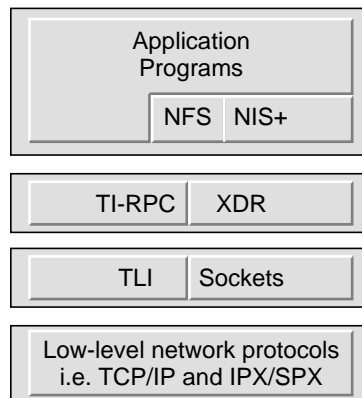 Application
Programs
NFS NIS+
TI-RPC XDR
TLI Sockets
Low-level network protocols
i.e. TCP/IP and IPX/SPX